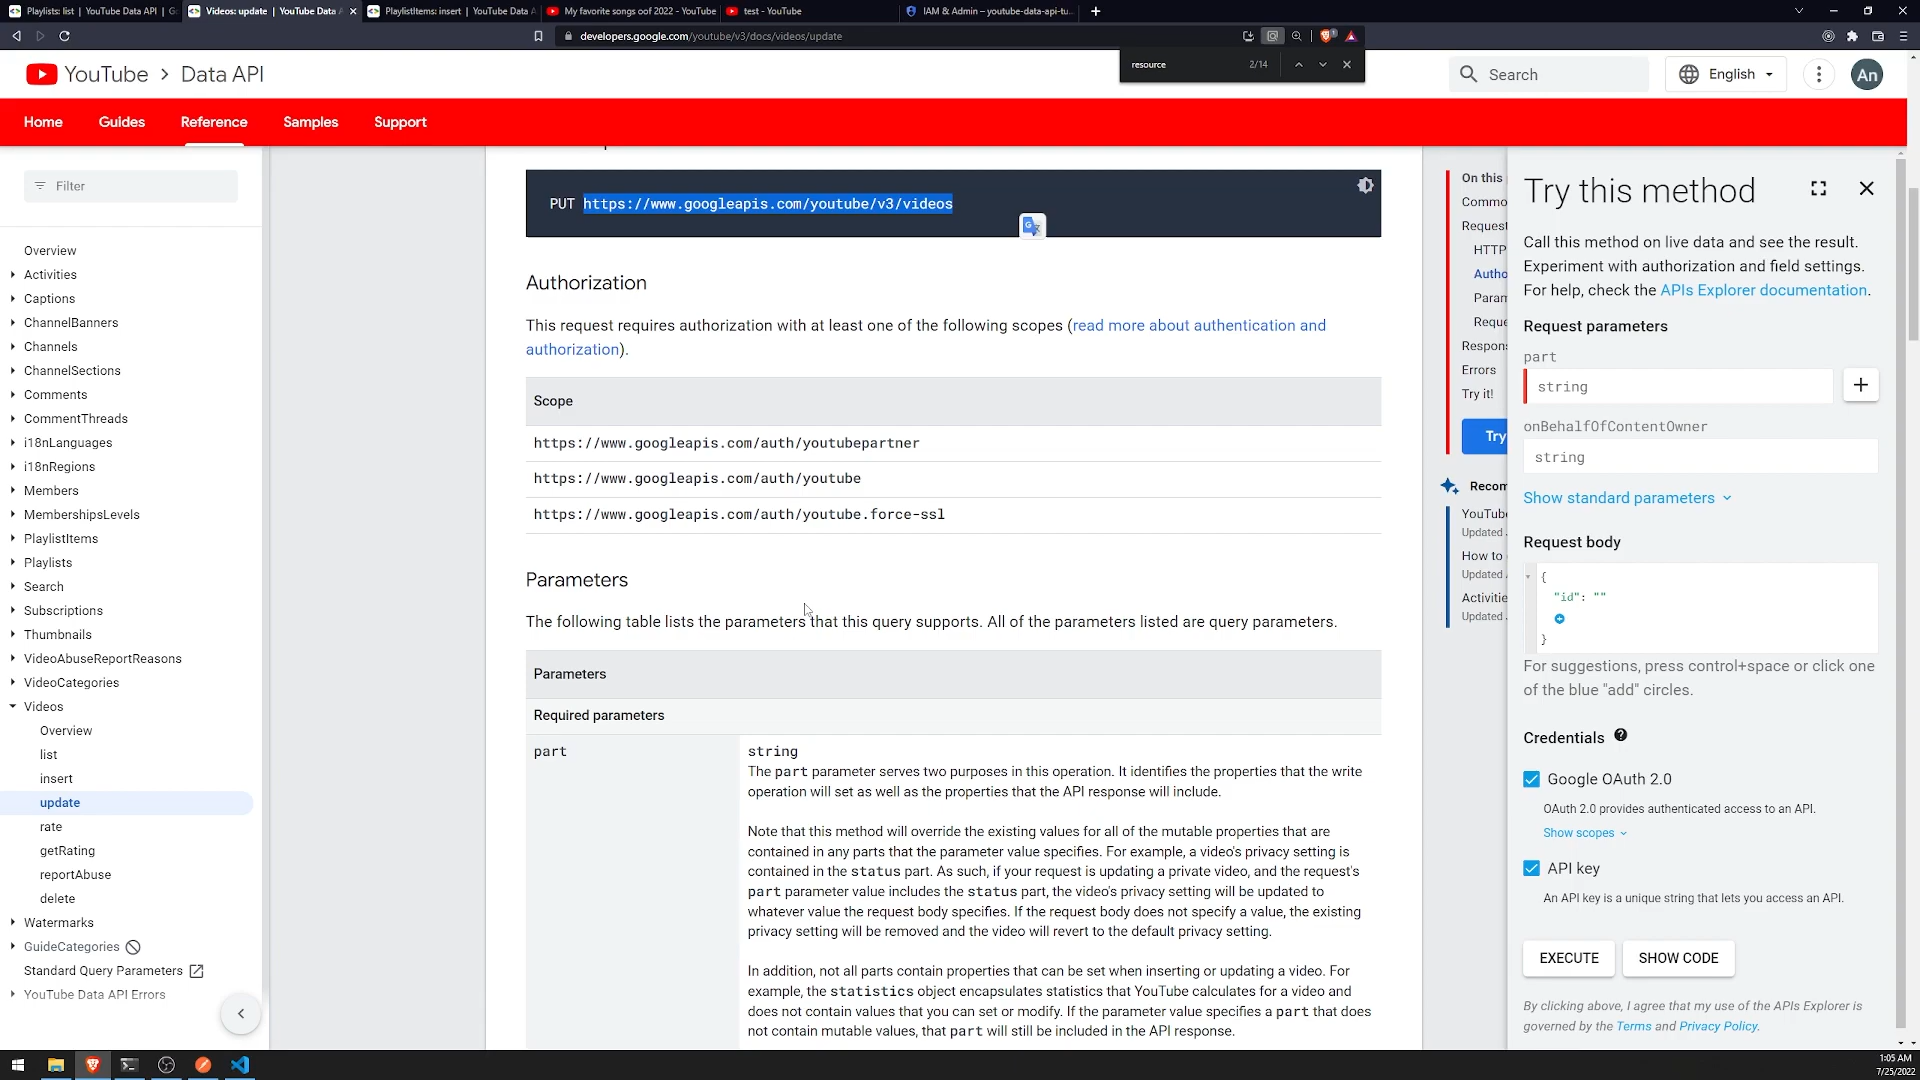 Playlists: list | YouTube Data API | G
Videos: update | YouTube Data A
PlaylistItems: insert | YouTube Data A
My favorite songs oof 2022 - YouTube
test - YouTube
IAM & Admin – youtube-data-api-tu...
developers.google.com/youtube/v3/docs/videos/update
resource
2/14
YouTube
Data API
Search
English
An
Home
Guides
Reference
Samples
Support
Filter
Overview
Activities
Captions
ChannelBanners
Channels
ChannelSections
Comments
CommentThreads
i18nLanguages
i18nRegions
Members
MembershipsLevels
PlaylistItems
Playlists
Search
Subscriptions
Thumbnails
VideoAbuseReportReasons
VideoCategories
Videos
Overview
list
insert
update
rate
getRating
reportAbuse
delete
Watermarks
GuideCategories
Standard Query Parameters
YouTube Data API Errors
PUT https://www.googleapis.com/youtube/v3/videos
Authorization
This request requires authorization with at least one of the following scopes (read more about authentication and
authorization).
Scope
https://www.googleapis.com/auth/youtubepartner
https://www.googleapis.com/auth/youtube
https://www.googleapis.com/auth/youtube.force-ssl
Parameters
The following table lists the parameters that this query supports. All of the parameters listed are query parameters.
Parameters
Required parameters
part
string
The part parameter serves two purposes in this operation. It identifies the properties that the write
operation will set as well as the properties that the API response will include.
Note that this method will override the existing values for all of the mutable properties that are
contained in any parts that the parameter value specifies. For example, a video's privacy setting is
contained in the status part. As such, if your request is updating a private video, and the request's
part parameter value includes the status part, the video's privacy setting will be updated to
whatever value the request body specifies. If the request body does not specify a value, the existing
privacy setting will be removed and the video will revert to the default privacy setting.
In addition, not all parts contain properties that can be set when inserting or updating a video. For
example, the statistics object encapsulates statistics that YouTube calculates for a video and
does not contain values that you can set or modify. If the parameter value specifies a part that does
not contain mutable values, that part will still be included in the API response.
On this
Commo
Request
HTTP
Autho
Param
Reque
Respon
Errors
Try it!
Try
Recom
YouTube
Updated
How to
Updated
Activitie
Updated
Try this method
Call this method on live data and see the result.
Experiment with authorization and field settings.
For help, check the APIs Explorer documentation.
Request parameters
part
string
onBehalfOfContentOwner
string
Show standard parameters
Request body
{
"id": ""
}
For suggestions, press control+space or click one
of the blue "add" circles.
Credentials
Google OAuth 2.0
OAuth 2.0 provides authenticated access to an API.
Show scopes
API key
An API key is a unique string that lets you access an API.
EXECUTE
SHOW CODE
By clicking above, I agree that my use of the APIs Explorer is
governed by the Terms and Privacy Policy.
1:05 AM
7/25/2022